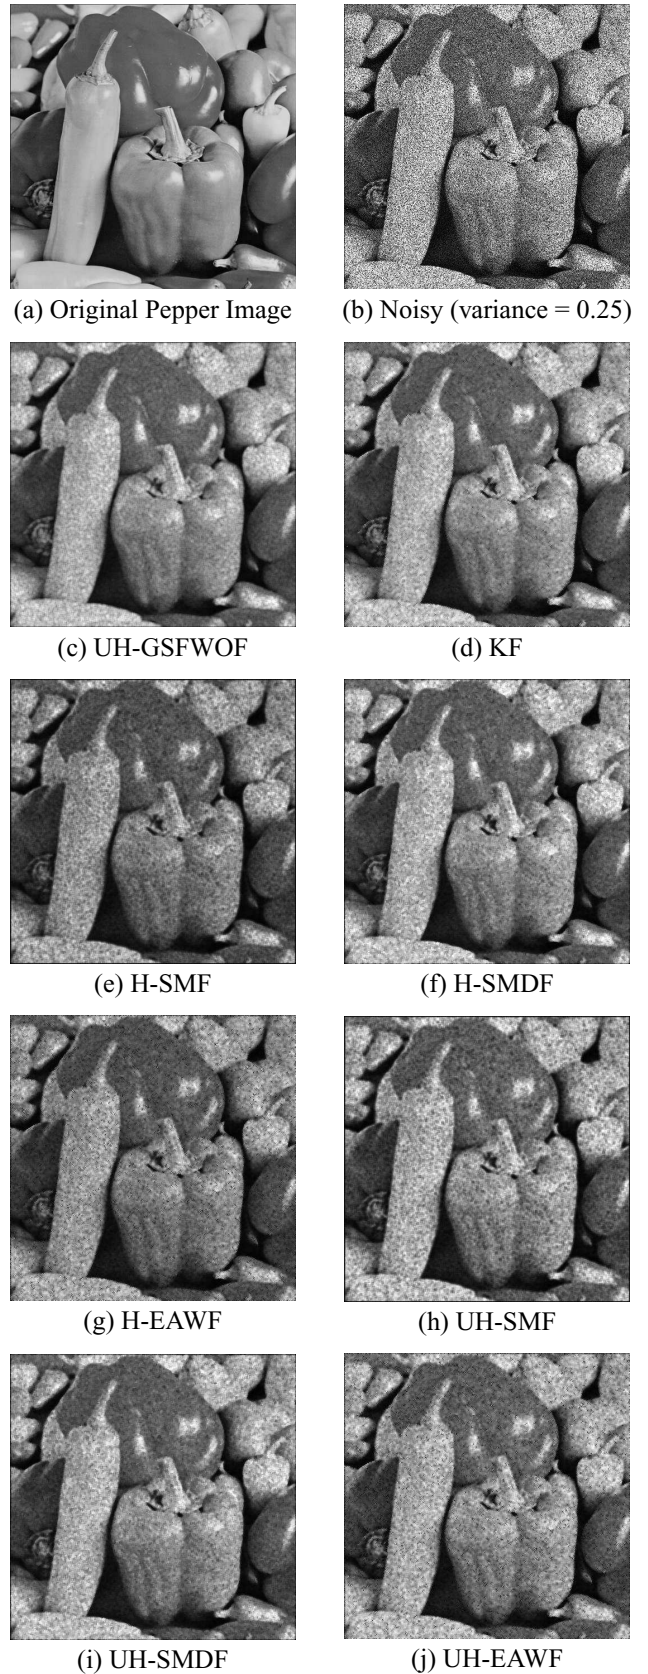 (a) Original Pepper Image
(b) Noisy (variance = 0.25)
(c) UH-GSFWOF
(d) KF
(e) H-SMF
(f) H-SMDF
(g) H-EAWF
(h) UH-SMF
(i) UH-SMDF
(j) UH-EAWF